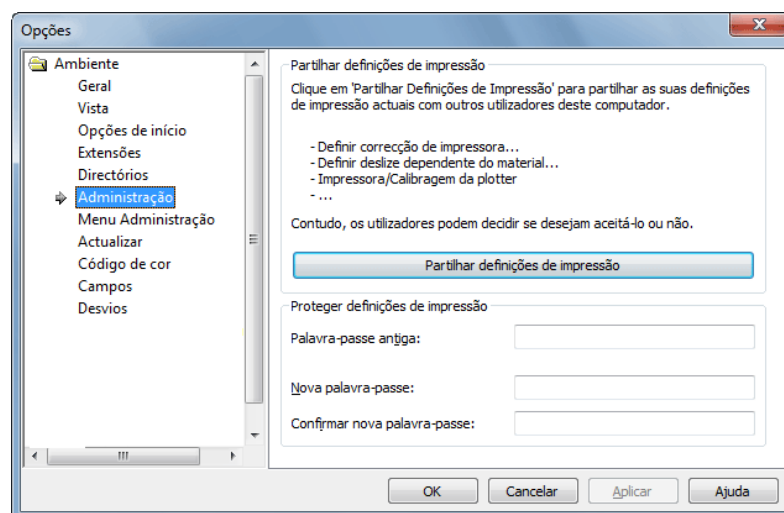 Opções
Ambiente
Geral
Vista
Opções de início
Extensões
Directórios
Administração
Menu Administração
Actualizar
Código de cor
Campos
Desvios
Partilhar definições de impressão
Clique em 'Partilhar Definições de Impressão' para partilhar as suas definições
de impressão actuais com outros utilizadores deste computador.
- Definir correcção de impressora...
- Definir deslize dependente do material...
- Impressora/Calibragem da plotter
- ...
Contudo, os utilizadores podem decidir se desejam aceitá-lo ou não.
Partilhar definições de impressão
Proteger definições de impressão
Palavra-passe antiga:
Nova palavra-passe:
Confirmar nova palavra-passe:
OK Cancelar Aplicar Ajuda